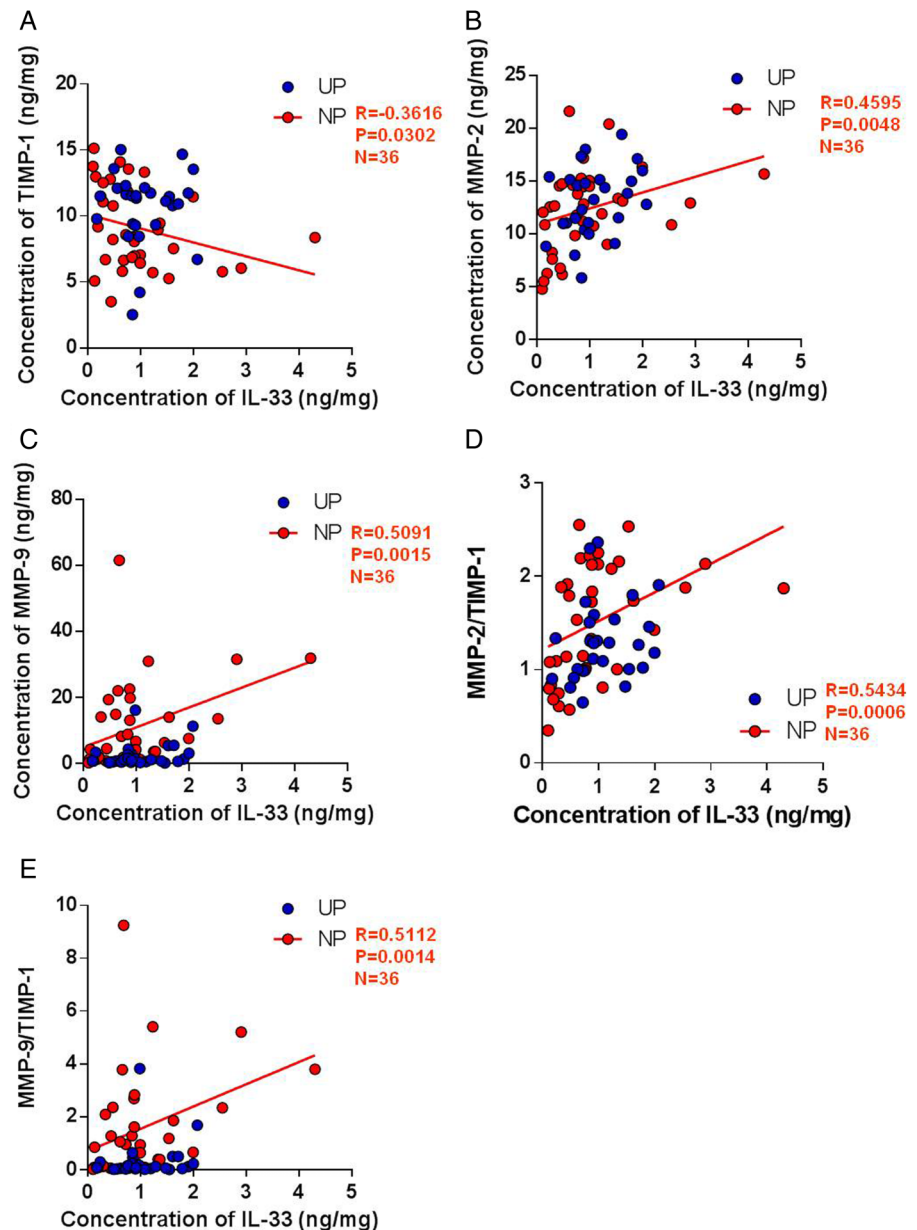 A
Concentration of TIMP-1 (ng/mg)
20
15
10
5
0
0 1 2 3 4 5
Concentration of IL-33 (ng/mg)
UP
NP
R=-0.3616
P=0.0302
N=36
B
Concentration of MMP-2 (ng/mg)
25
20
15
10
5
0
0 1 2 3 4 5
Concentration of IL-33 (ng/mg)
UP
NP
R=0.4595
P=0.0048
N=36
C
Concentration of MMP-9 (ng/mg)
80
60
40
20
0
0 1 2 3 4 5
Concentration of IL-33 (ng/mg)
UP
NP
R=0.5091
P=0.0015
N=36
D
MMP-2/TIMP-1
3
2
1
0
0 1 2 3 4 5
Concentration of IL-33 (ng/mg)
UP
NP
R=0.5434
P=0.0006
N=36
E
MMP-9/TIMP-1
10
8
6
4
2
0
0 1 2 3 4 5
Concentration of IL-33 (ng/mg)
UP
NP
R=0.5112
P=0.0014
N=36